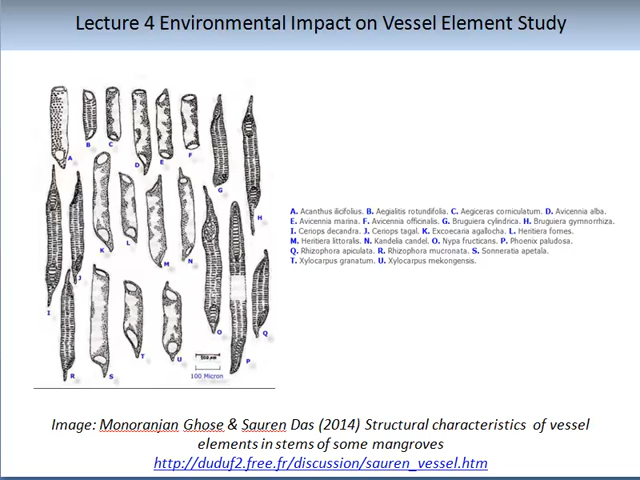 Lecture 4 Environmental Impact on Vessel Element Study
A
B
C
D
E
F
G
H
I
J
K
L
M
N
O
P
Q
R
S
T
U
100 Micron
A. Acanthus ilicifolius. B. Aegialitis rotundifolia. C. Aegiceras corniculatum. D. Avicennia alba.
E. Avicennia marina. F. Avicennia officinalis. G. Bruguiera cylindrica. H. Bruguiera gymnorrhiza.
I. Ceriops decandra. J. Ceriops tagal. K. Excoecaria agallocha. L. Heritiera fomes.
M. Heritiera littoralis. N. Kandelia candel. O. Nypa fructicans. P. Phoenix paludosa.
Q. Rhizophora apiculata. R. Rhizophora mucronata. S. Sonneratia apetala.
T. Xylocarpus granatum. U. Xylocarpus mekongensis.
Image: Monoranjan Ghose & Sauren Das (2014) Structural characteristics of vessel
elements in stems of some mangroves
http://duduf2.free.fr/discussion/sauren_vessel.htm